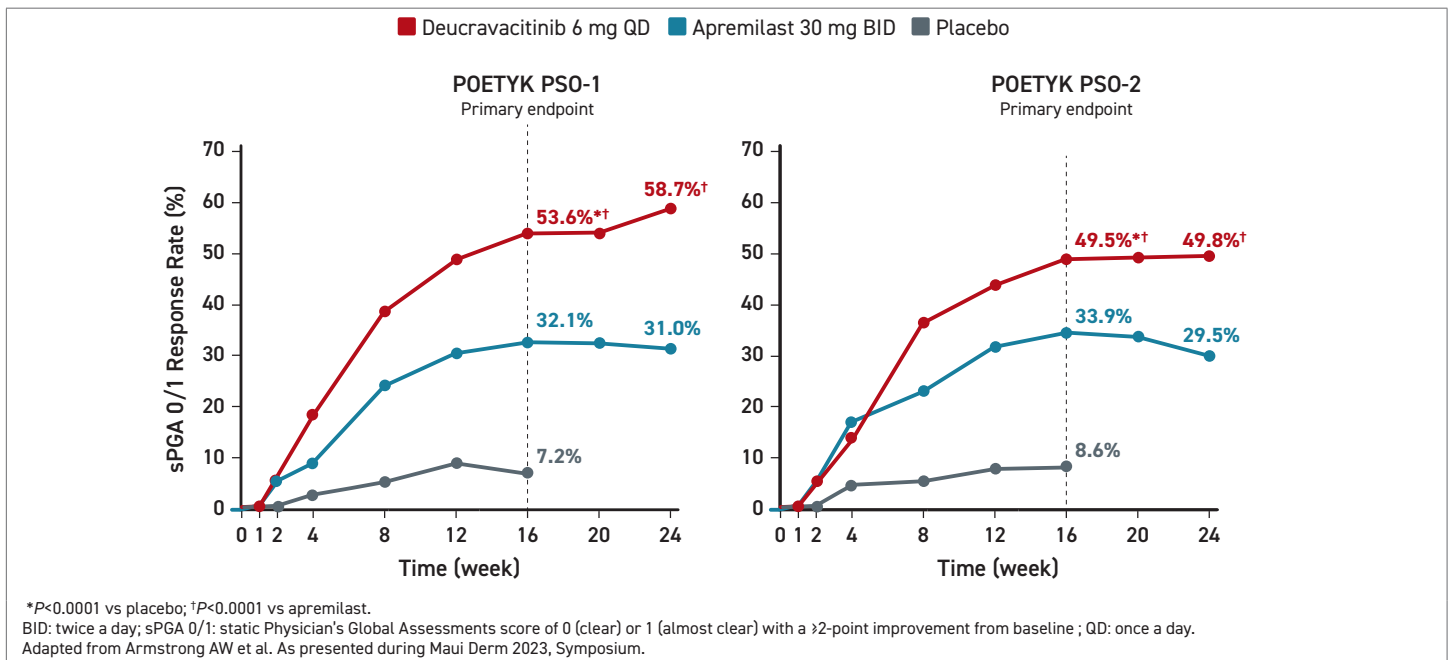 Deucravacitinib 6 mg QD Apremilast 30 mg BID Placebo
POETYK PSO-1
Primary endpoint
sPGA 0/1 Response Rate (%)
70
60
50
40
30
20
10
0
53.6%*†
58.7%†
32.1%
31.0%
7.2%
0 1 2 4 8 12 16 20 24
Time (week)
POETYK PSO-2
Primary endpoint
70
60
50
40
30
20
10
0
49.5%*†
49.8%†
33.9%
29.5%
8.6%
0 1 2 4 8 12 16 20 24
Time (week)
*P<0.0001 vs placebo; †P<0.0001 vs apremilast.
BID: twice a day; sPGA 0/1: static Physician's Global Assessments score of 0 (clear) or 1 (almost clear) with a ≥2-point improvement from baseline ; QD: once a day.
Adapted from Armstrong AW et al. As presented during Maui Derm 2023, Symposium.